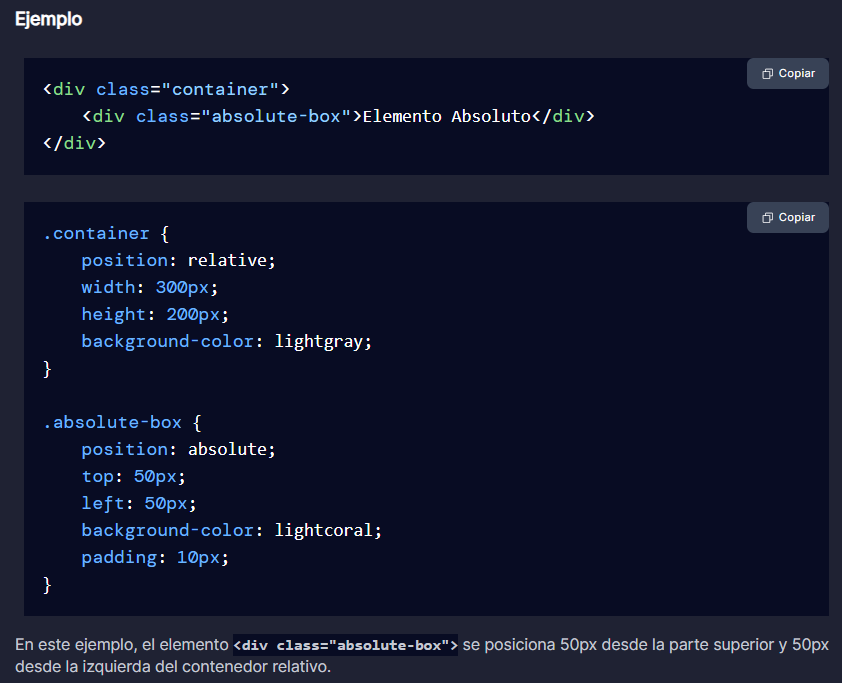 Ejemplo
Copiar
<div class="container">
    <div class="absolute-box">Elemento Absoluto</div>
</div>
Copiar
.container {
    position: relative;
    width: 300px;
    height: 200px;
    background-color: lightgray;
}

.absolute-box {
    position: absolute;
    top: 50px;
    left: 50px;
    background-color: lightcoral;
    padding: 10px;
}
En este ejemplo, el elemento <div class="absolute-box"> se posiciona 50px desde la parte superior y 50px
desde la izquierda del contenedor relativo.